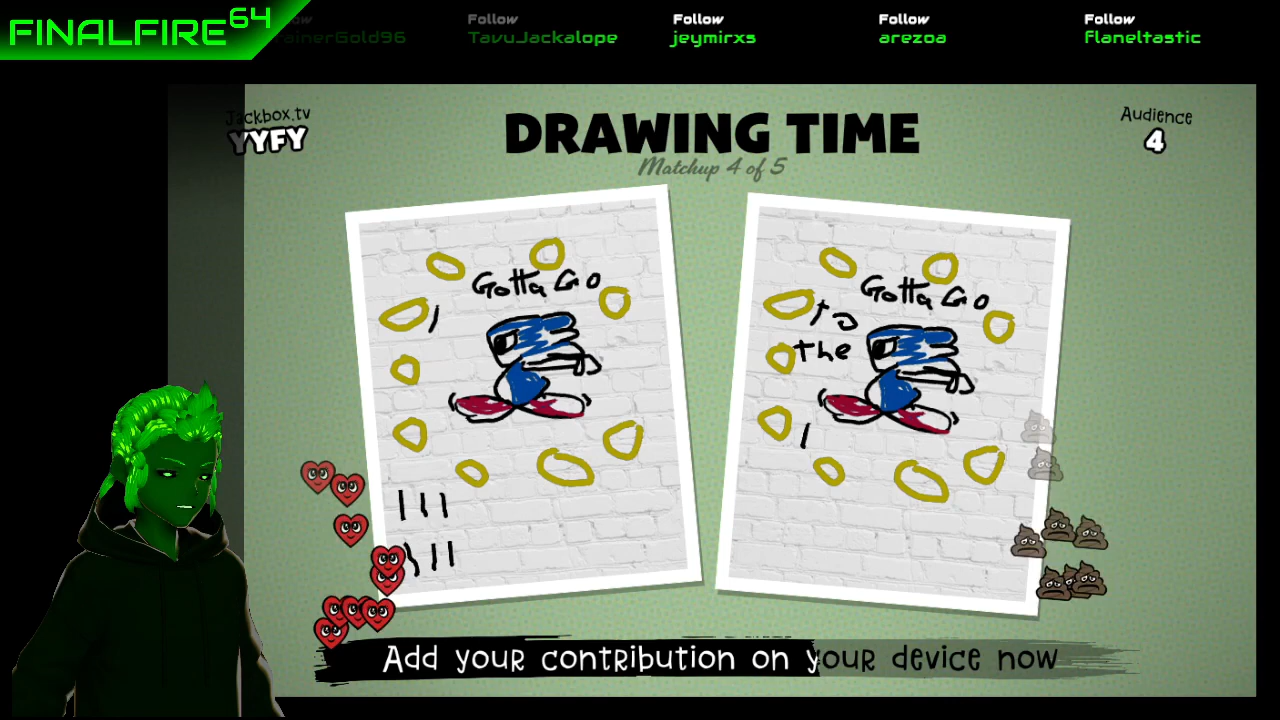 FINALFIRE64
Follow
Follow
Follow
Follow
ainerGold96
TavuJackalope
jeymirxs
arezoa
flaneltastic
Jackbox.tv
YYFY
DRAWING TIME
Matchup 4 of 5
Audience
4
Gotta Go
Gotta Go
to
the
Add your contribution on your device now